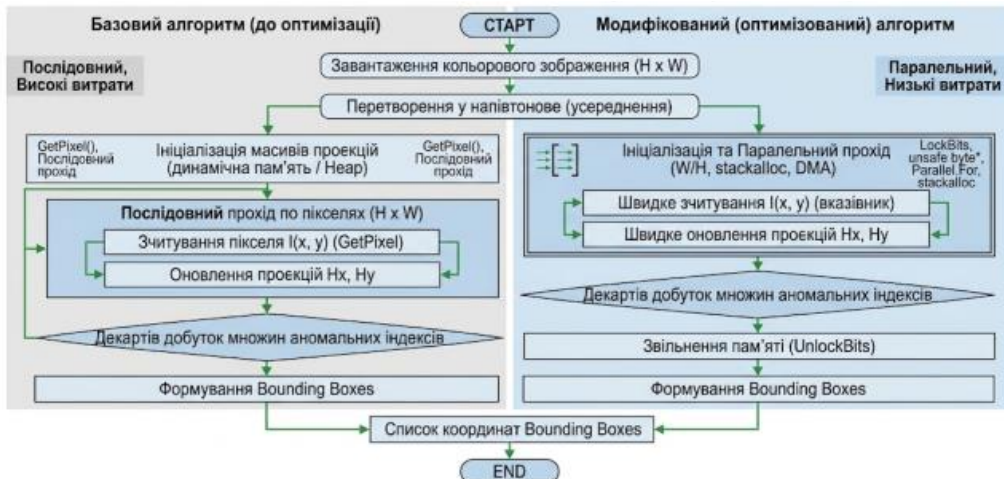 Базовий алгоритм (до оптимізації)
СТАРТ
Модифікований (оптимізований) алгоритм
Послідовний,
Високі витрати
Завантаження кольорового зображення (H x W)
Паралельний,
Низькі витрати
Перетворення у напівтонове (усереднення)
GetPixel(),
Послідовний
прохід
Ініціалізація масивів проекцій
(динамічна пам'ять / Heap)
GetPixel(),
Послідовний
прохід
Послідовний прохід по пікселях (H x W)
Зчитування пікселя I(x, y) (GetPixel)
Оновлення проєкцій Hx, Hy
Декартів добуток множин аномальних індексів
Формування Bounding Boxes
Ініціалізація та Паралельний прохід
(W/H, stackalloc, DMA)
LockBits,
unsafe byte*,
Parallel.For,
stackalloc
Швидке зчитування I(x, y) (вказівник)
Швидке оновлення проєкцій Hx, Hy
Декартів добуток множин аномальних індексів
Звільнення пам'яті (UnlockBits)
Формування Bounding Boxes
Список координат Bounding Boxes
END